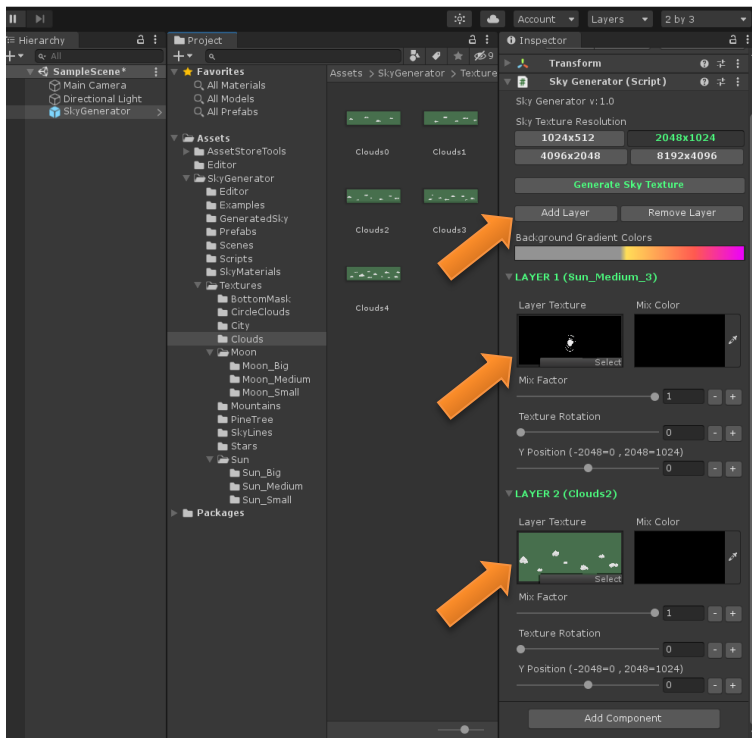 Account Layers 2 by 3
Hierarchy
All
SampleScene*
Main Camera
Directional Light
SkyGenerator
Project
9
Favorites
All Materials
All Models
All Prefabs
Assets
AssetStoreTools
Editor
SkyGenerator
Editor
Examples
GeneratedSky
Prefabs
Scenes
Scripts
SkyMaterials
Textures
BottomMask
CircleClouds
City
Clouds
Moon
Moon_Big
Moon_Medium
Moon_Small
Mountains
PineTree
SkyLines
Stars
Sun
Sun_Big
Sun_Medium
Sun_Small
Packages
Assets > SkyGenerator > Texture
Clouds0 Clouds1
Clouds2 Clouds3
Clouds4
Inspector
Transform
Sky Generator (Script)
Sky Generator v:1.0
Sky Texture Resolution
1024x512 2048x1024
4096x2048 8192x4096
Generate Sky Texture
Add Layer Remove Layer
Background Gradient Colors
LAYER 1 (Sun_Medium_3)
Layer Texture Mix Color
Select
Mix Factor
1 - +
Texture Rotation
0 - +
Y Position (-2048=0 , 2048=1024)
0 - +
LAYER 2 (Clouds2)
Layer Texture Mix Color
Select
Mix Factor
1 - +
Texture Rotation
0 - +
Y Position (-2048=0 , 2048=1024)
0 - +
Add Component